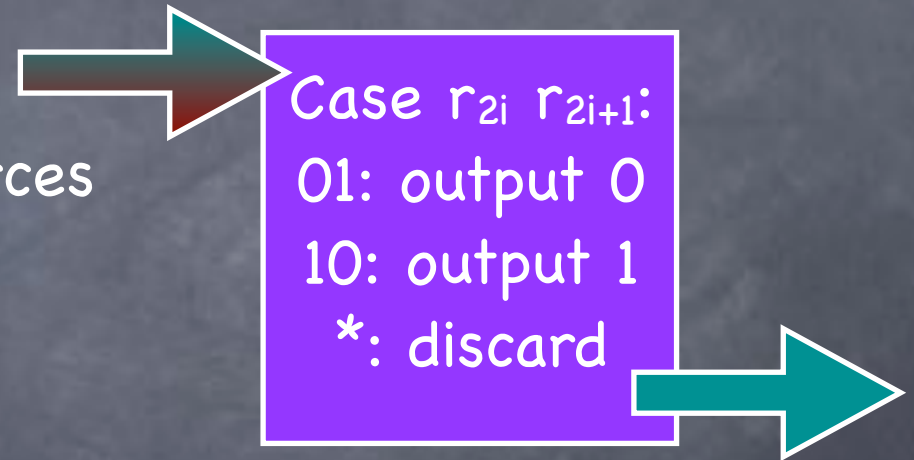 Case r₂ᵢ r₂ᵢ₊₁:
rces
01: output 0
10: output 1
*: discard